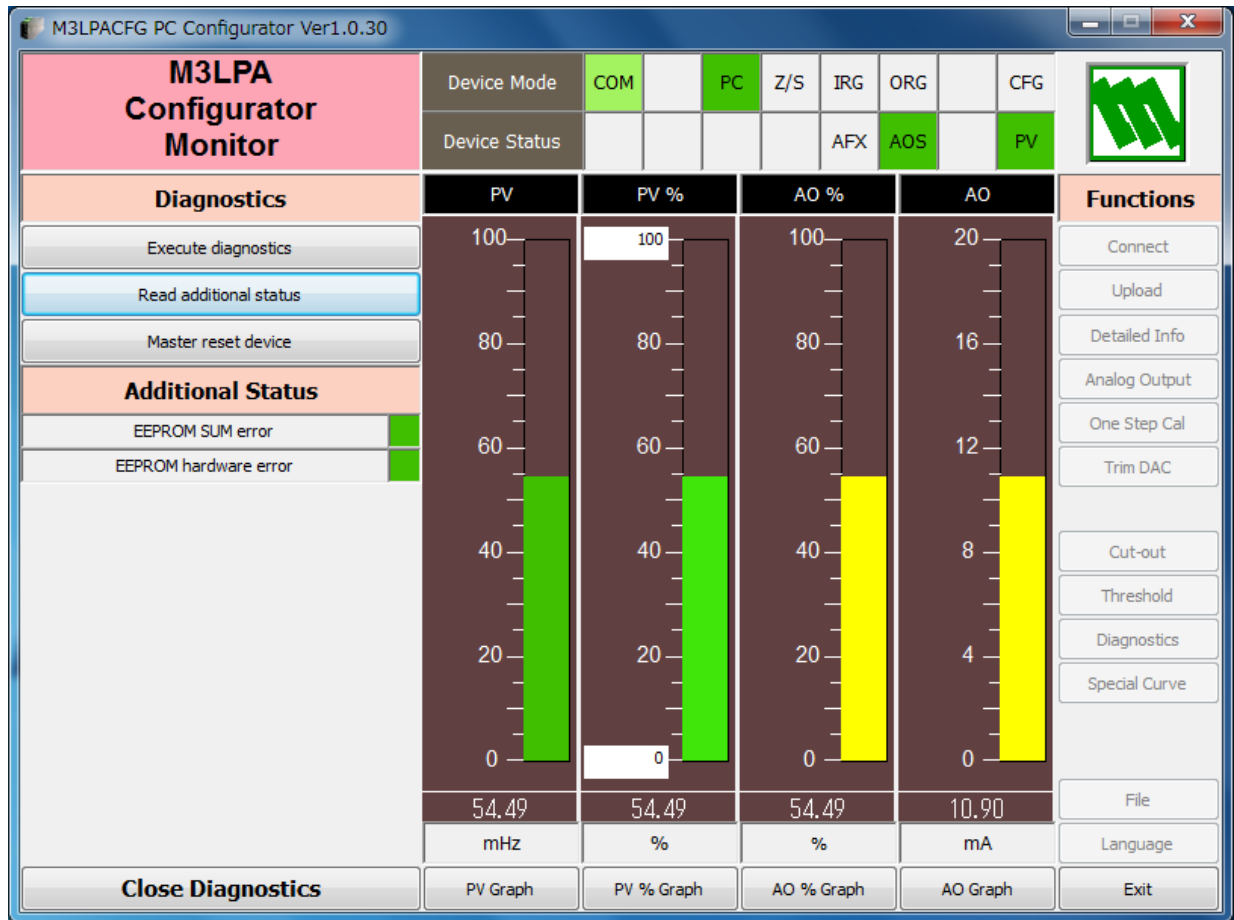 M3LPACFG PC Configurator Ver1.0.30
M3LPA
Configurator
Monitor
Device Mode COM PC Z/S IRG ORG CFG
Device Status AFX AOS PV
Diagnostics
Execute diagnostics
Read additional status
Master reset device
Additional Status
EEPROM SUM error
EEPROM hardware error
Close Diagnostics
PV PV % AO % AO
100 100 100 20
80 80 80 16
60 60 60 12
40 40 40 8
20 20 20 4
0 0 0 0
54.49 54.49 54.49 10.90
mHz % % mA
PV Graph PV % Graph AO % Graph AO Graph
Functions
Connect
Upload
Detailed Info
Analog Output
One Step Cal
Trim DAC
Cut-out
Threshold
Diagnostics
Special Curve
File
Language
Exit